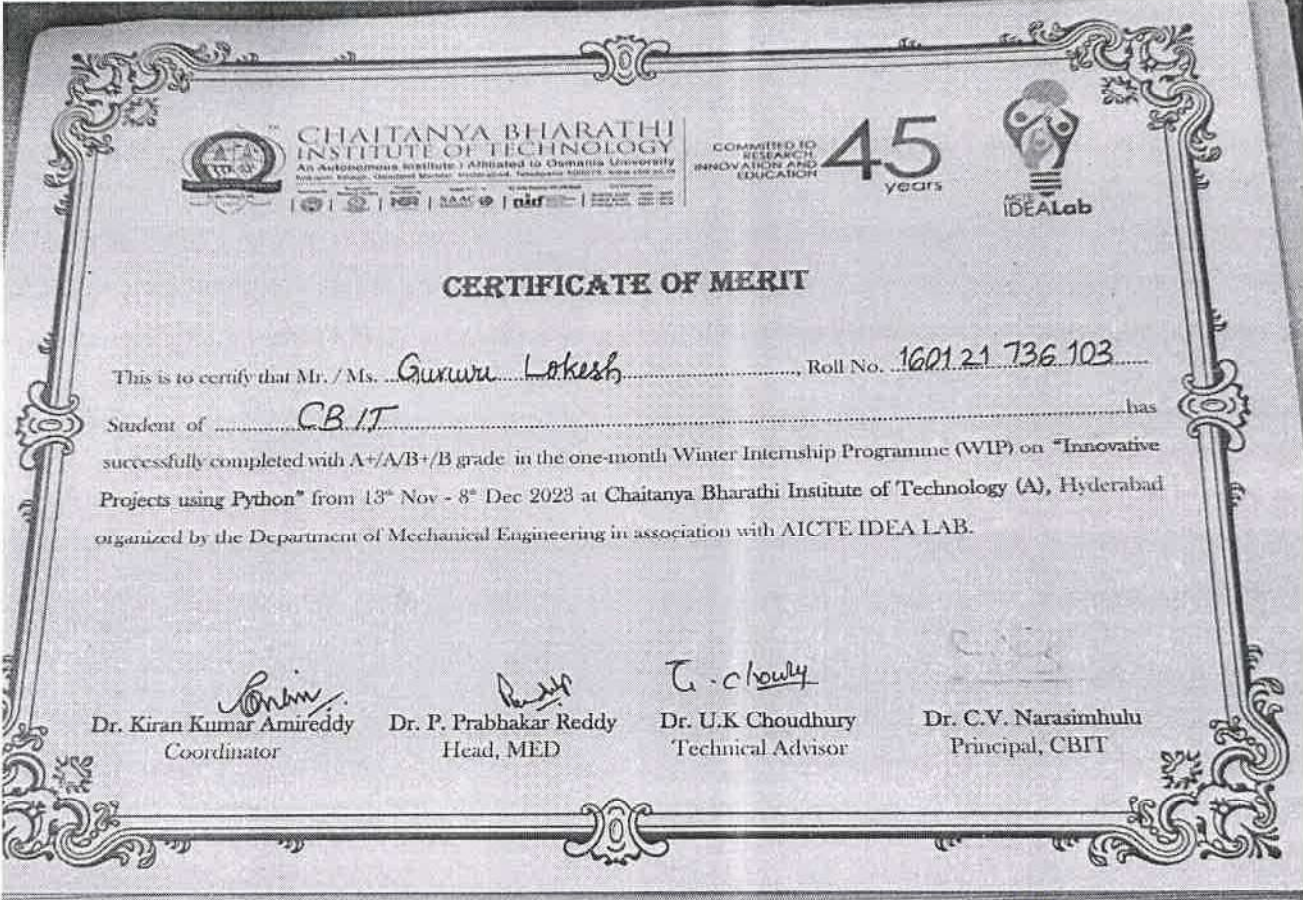 CHAITANYA BHARATHI
INSTITUTE OF TECHNOLOGY
An Autonomous Institute | Affiliated to Osmania University
COMMITTED TO
RESEARCH,
INNOVATION AND
EDUCATION
45
years
AICTE
IDEALab
CERTIFICATE OF MERIT
This is to certify that Mr. / Ms. Gururu Lokesh, Roll No. 160121 736 103
Student of CBIT has
successfully completed with A+/A/B+/B grade in the one-month Winter Internship Programme (WIP) on "Innovative
Projects using Python" from 13th Nov - 8th Dec 2023 at Chaitanya Bharathi Institute of Technology (A), Hyderabad
organized by the Department of Mechanical Engineering in association with AICTE IDEA LAB.
Dr. Kiran Kumar Amireddy
Coordinator
Dr. P. Prabhakar Reddy
Head, MED
Dr. U.K Choudhury
Technical Advisor
Dr. C.V. Narasimhulu
Principal, CBIT